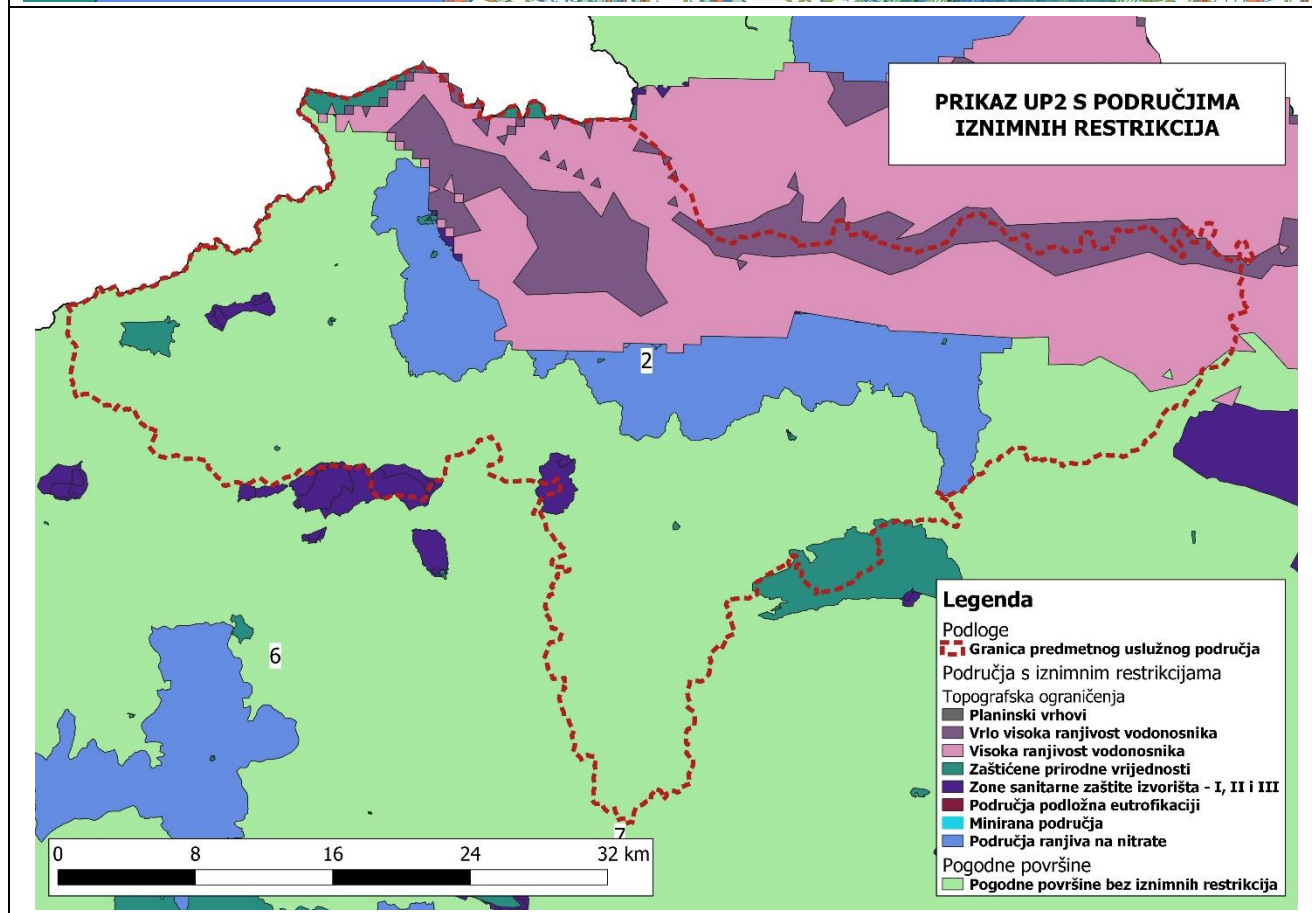 PRIKAZ UP2 S PODRUČJIMA
IZNIMNIH RESTRIKCIJA
2
6
7
Legenda
Podloge
Granica predmetnog uslužnog područja
Područja s iznimnim restrikcijama
Topografska ograničenja
Planinski vrhovi
Vrlo visoka ranjivost vodonosnika
Visoka ranjivost vodonosnika
Zaštićene prirodne vrijednosti
Zone sanitarne zaštite izvorišta - I, II i III
Područja podložna eutrofikaciji
Minirana područja
Područja ranjiva na nitrate
Pogodne površine
Pogodne površine bez iznimnih restrikcija
0 8 16 24 32 km